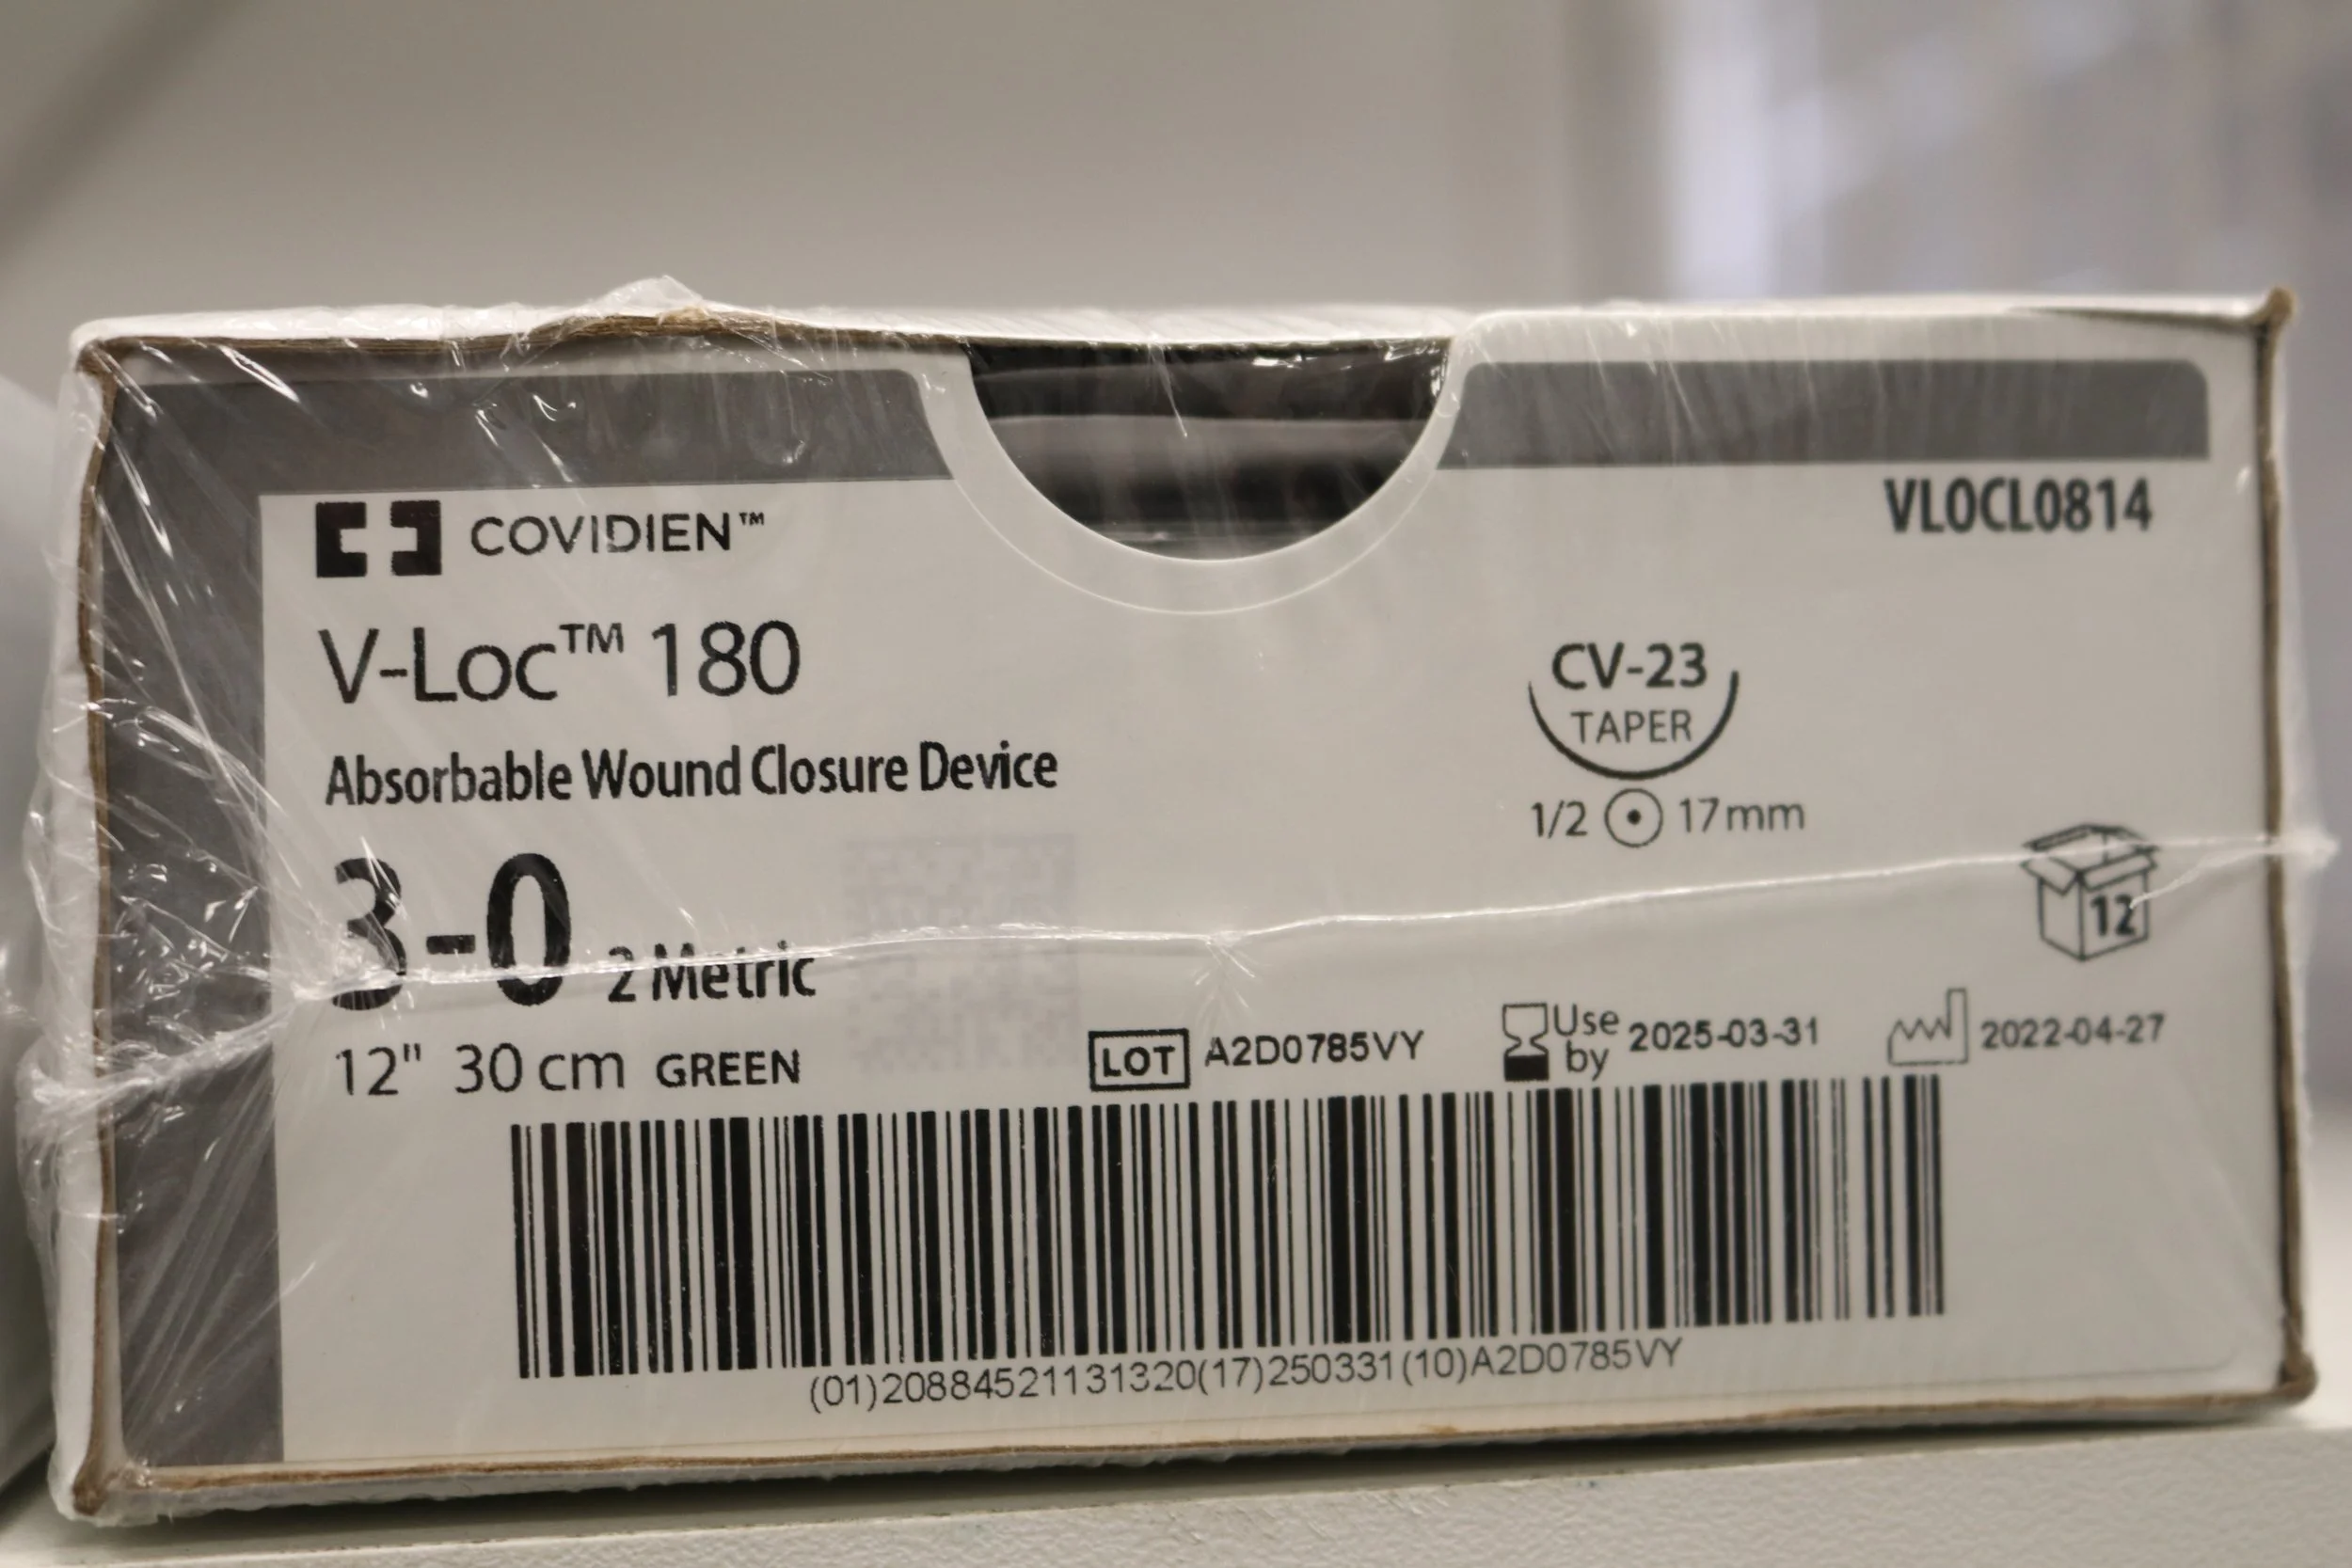 COVIDIEN™
VLOCL0814
V-Loc™ 180
Absorbable Wound Closure Device
CV-23
TAPER
1/2 17mm
3-0 2 Metric
12
12" 30 cm GREEN
LOT A2D0785VY
Use by 2025-03-31
2022-04-27
(01)20884521131320(17)250331(10)A2D0785VY